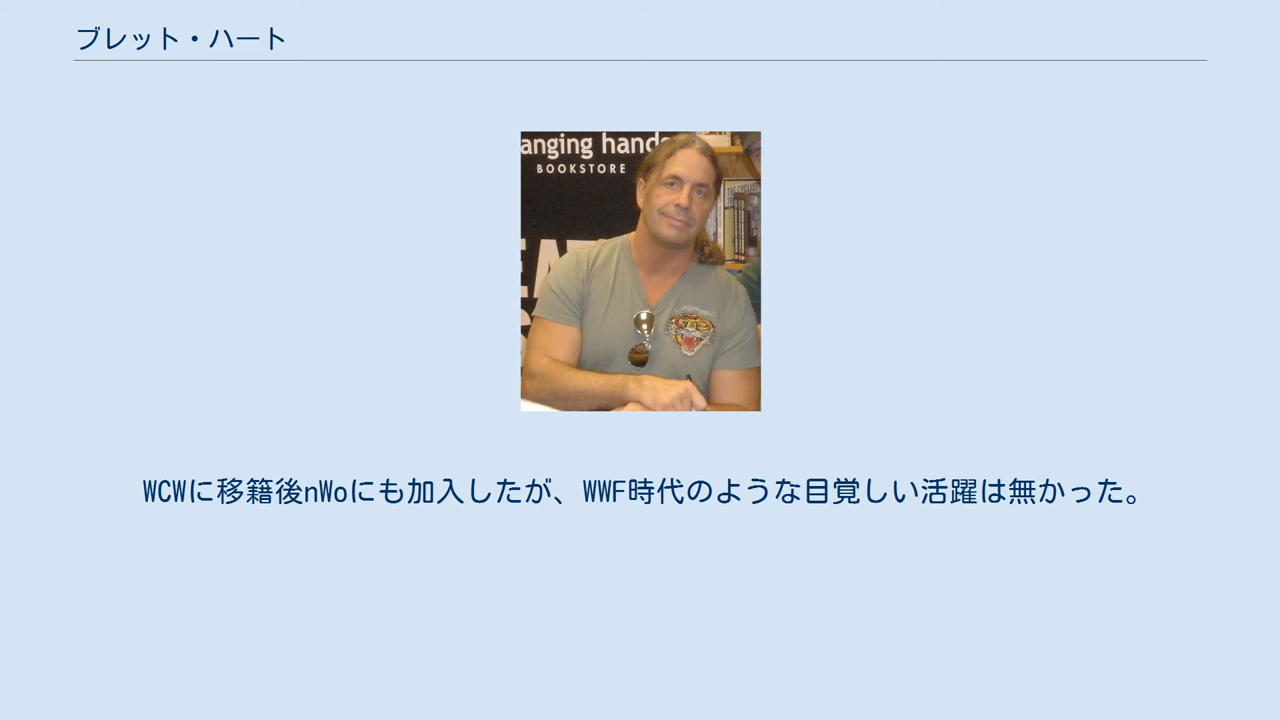 ブレット・ハート
anging hands
BOOKSTORE
WCWに移籍後nWoにも加入したが、WWF時代のような目覚しい活躍は無かった。